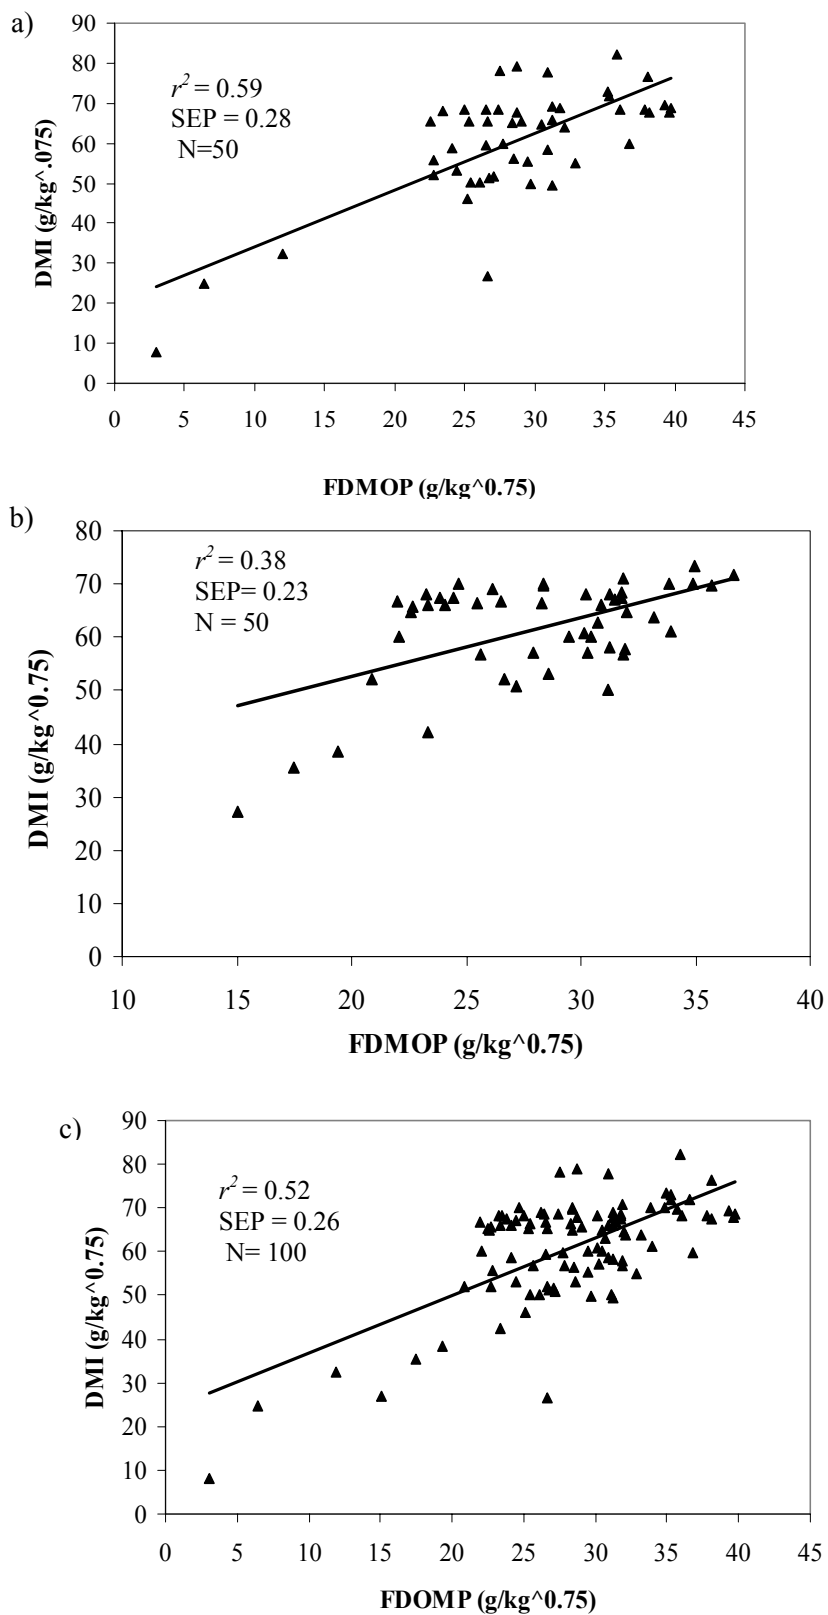 a)
90
80
70
60
50
40
30
20
10
0
DMI (g/kg^.075)
r² = 0.59
SEP = 0.28
N=50
0 5 10 15 20 25 30 35 40 45
FDMOP (g/kg^0.75)
b)
80
70
60
50
40
30
20
10
0
DMI (g/kg^0.75)
r² = 0.38
SEP= 0.23
N = 50
10 15 20 25 30 35 40
FDMOP (g/kg^0.75)
c)
90
80
70
60
50
40
30
20
10
0
DMI (g/kg^0.75)
r² = 0.52
SEP = 0.26
N= 100
0 5 10 15 20 25 30 35 40 45
FDOMP (g/kg^0.75)